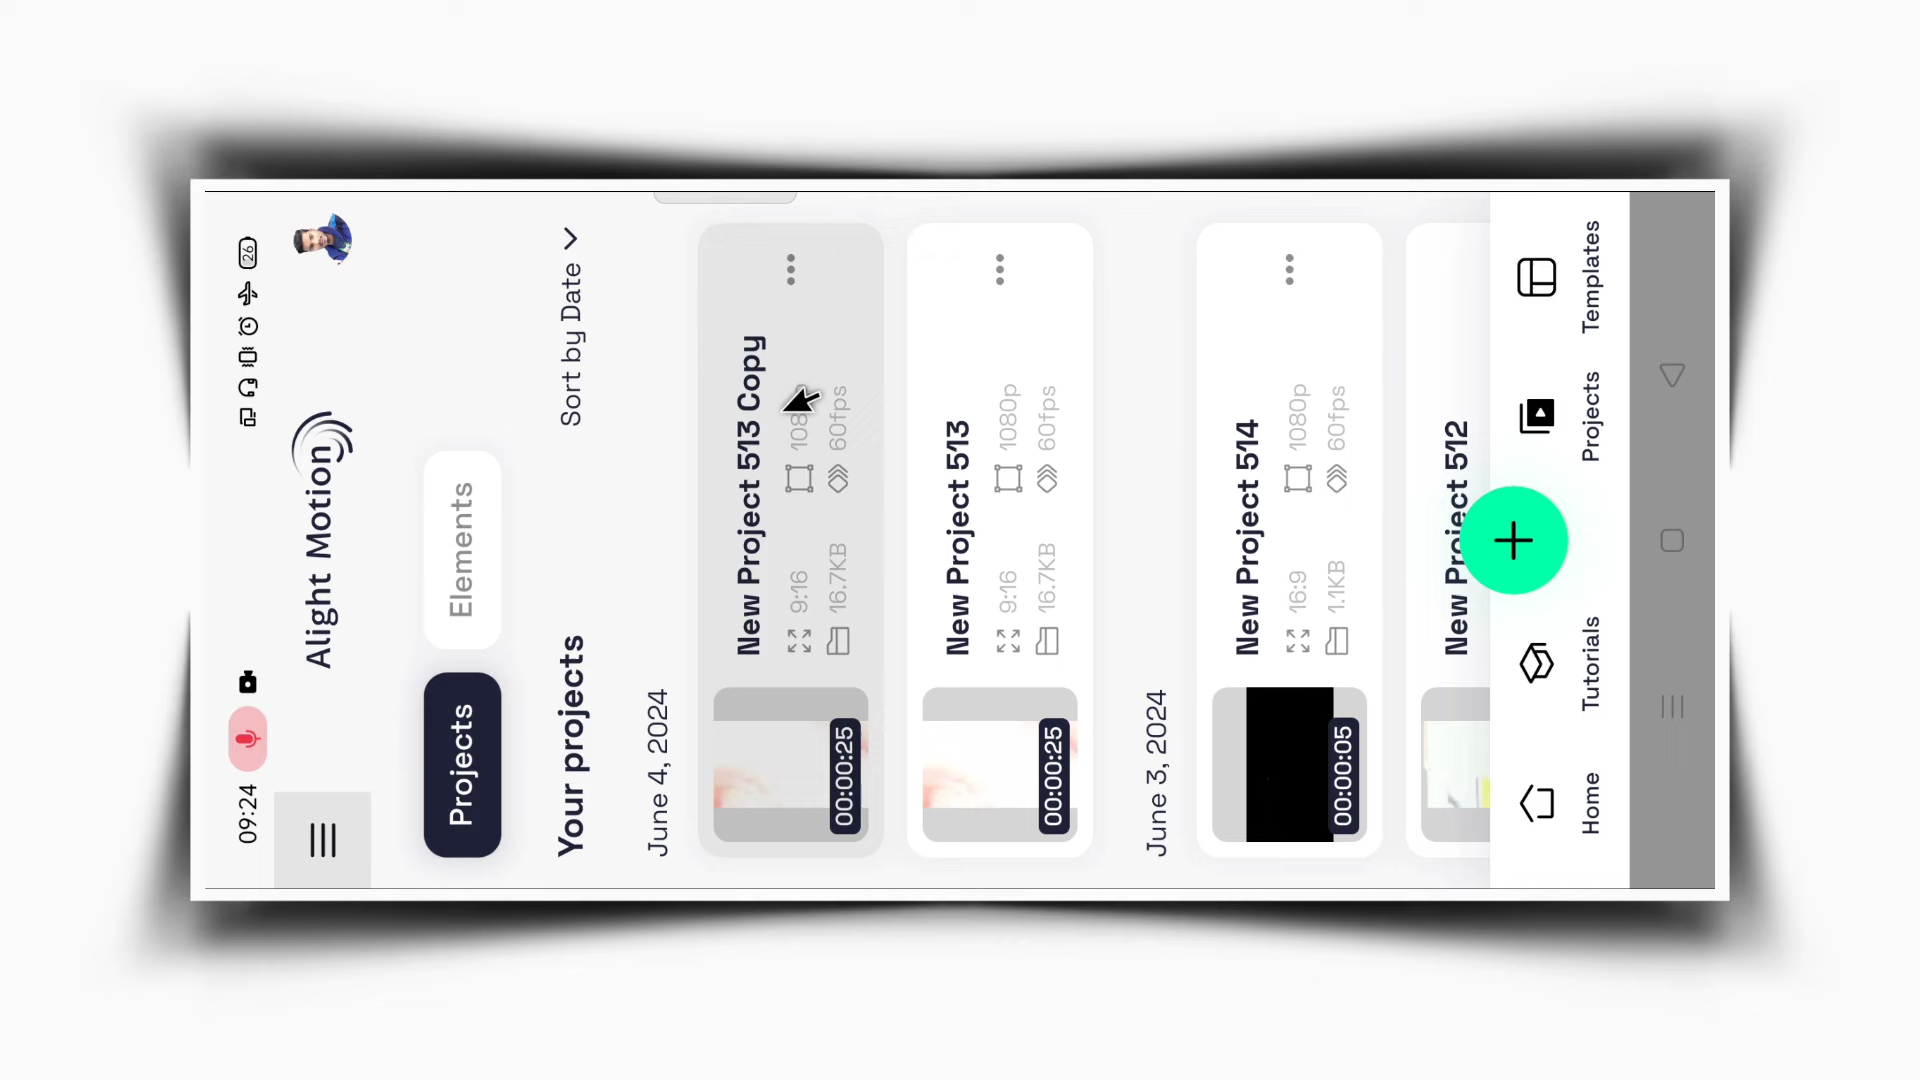 09:24
26
Alight Motion
Projects
Elements
Your projects
Sort by Date
June 4, 2024
New Project 513 Copy
9:16
108
16.7KB
60fps
00:00:25
New Project 513
9:16
1080p
16.7KB
60fps
00:00:25
June 3, 2024
New Project 514
16:9
1080p
1.1KB
60fps
00:00:05
New Project 512
Home
Tutorials
Projects
Templates